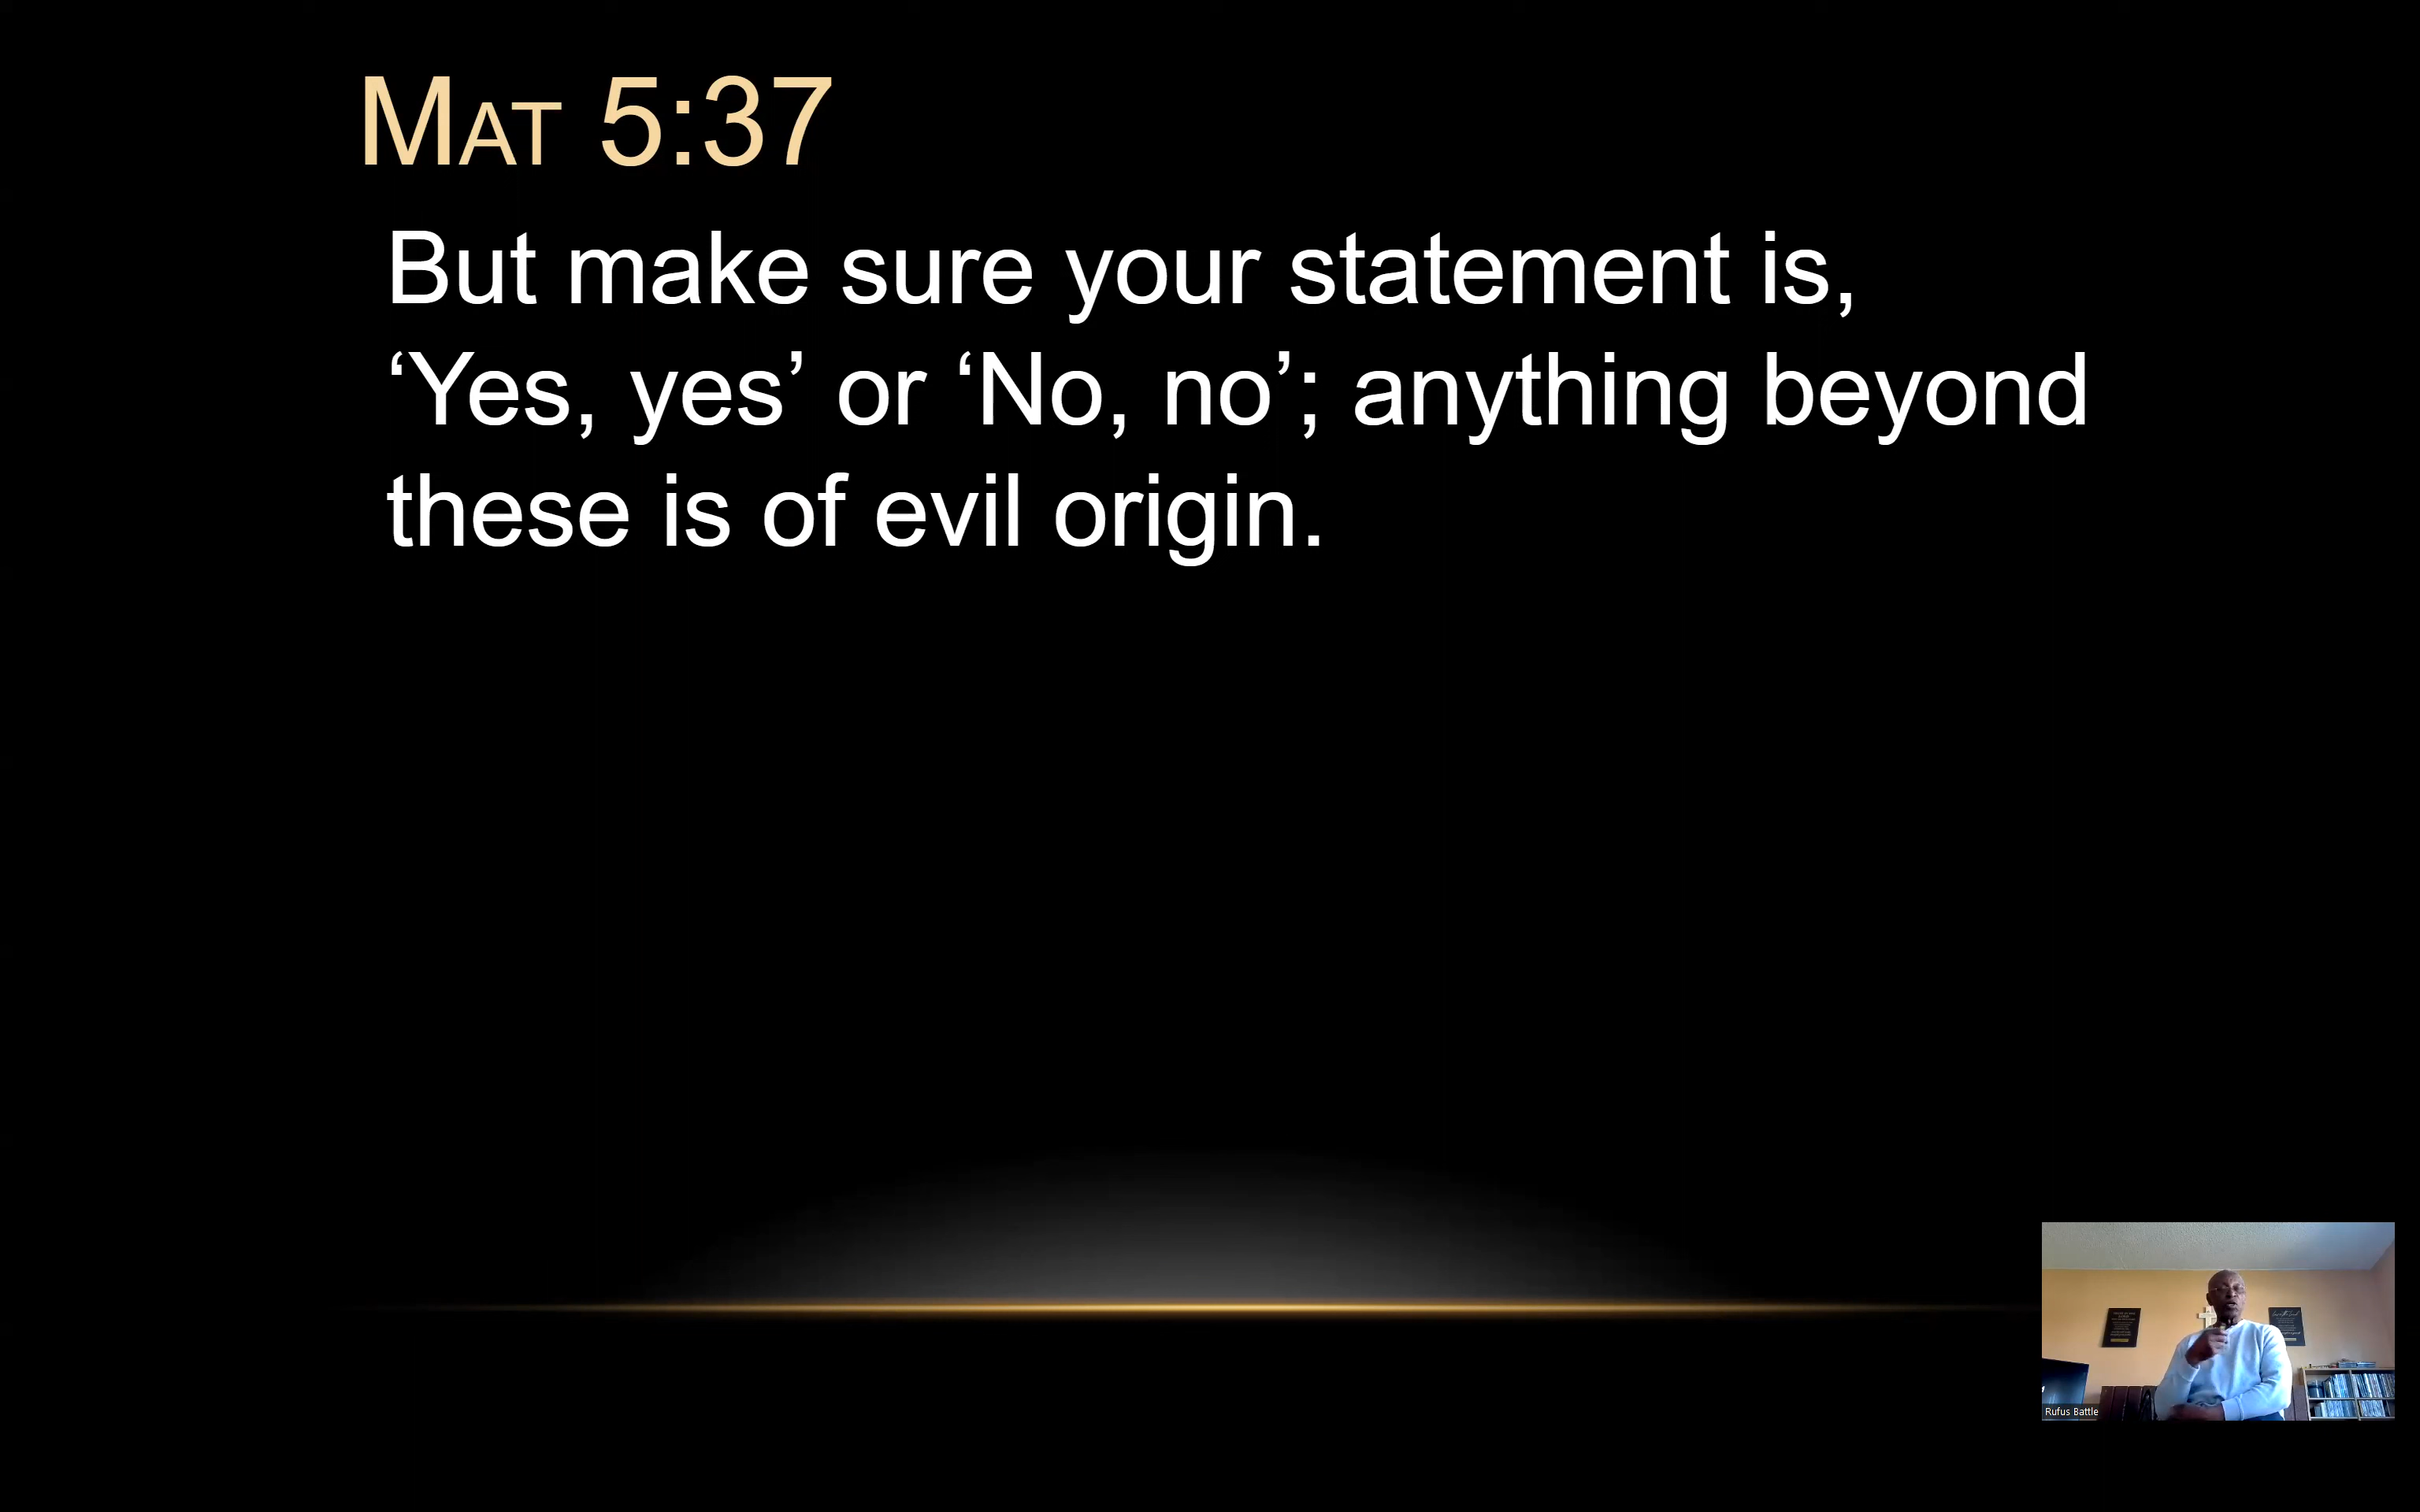 Mat 5:37
But make sure your statement is,
‘Yes, yes’ or ‘No, no’; anything beyond
these is of evil origin.
Rufus Battle